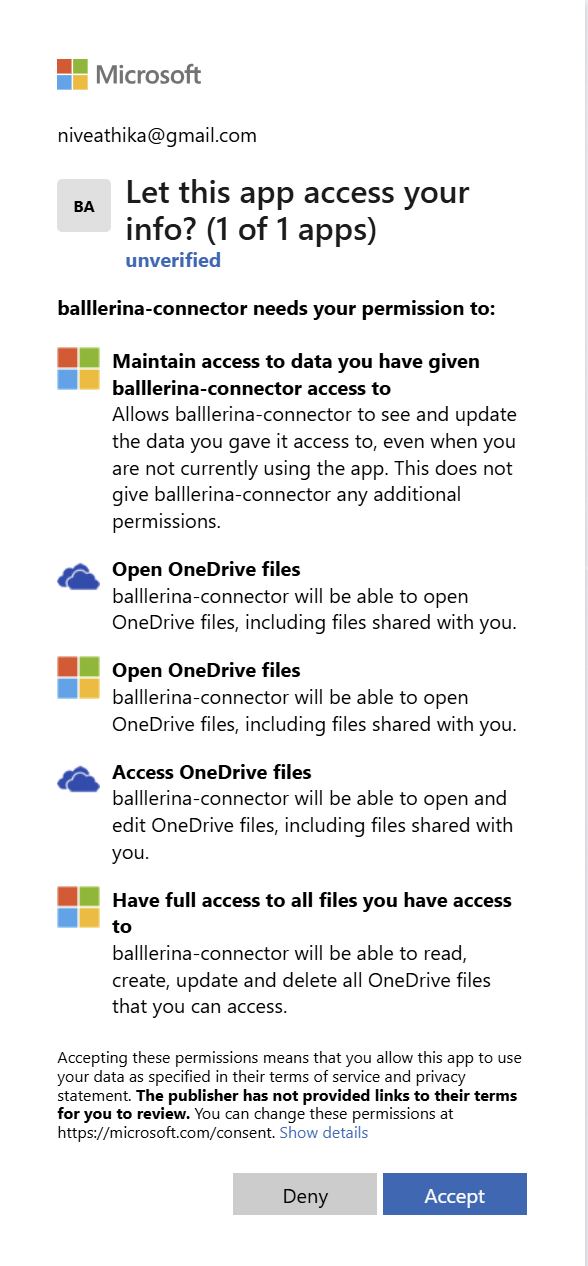 Microsoft
niveathika@gmail.com
BA
Let this app access your
info? (1 of 1 apps)
unverified
balllerina-connector needs your permission to:
Maintain access to data you have given
balllerina-connector access to
Allows balllerina-connector to see and update
the data you gave it access to, even when you
are not currently using the app. This does not
give balllerina-connector any additional
permissions.
Open OneDrive files
balllerina-connector will be able to open
OneDrive files, including files shared with you.
Open OneDrive files
balllerina-connector will be able to open
OneDrive files, including files shared with you.
Access OneDrive files
balllerina-connector will be able to open and
edit OneDrive files, including files shared with
you.
Have full access to all files you have access
to
balllerina-connector will be able to read,
create, update and delete all OneDrive files
that you can access.
Accepting these permissions means that you allow this app to use
your data as specified in their terms of service and privacy
statement. The publisher has not provided links to their terms
for you to review. You can change these permissions at
https://microsoft.com/consent. Show details
Deny
Accept